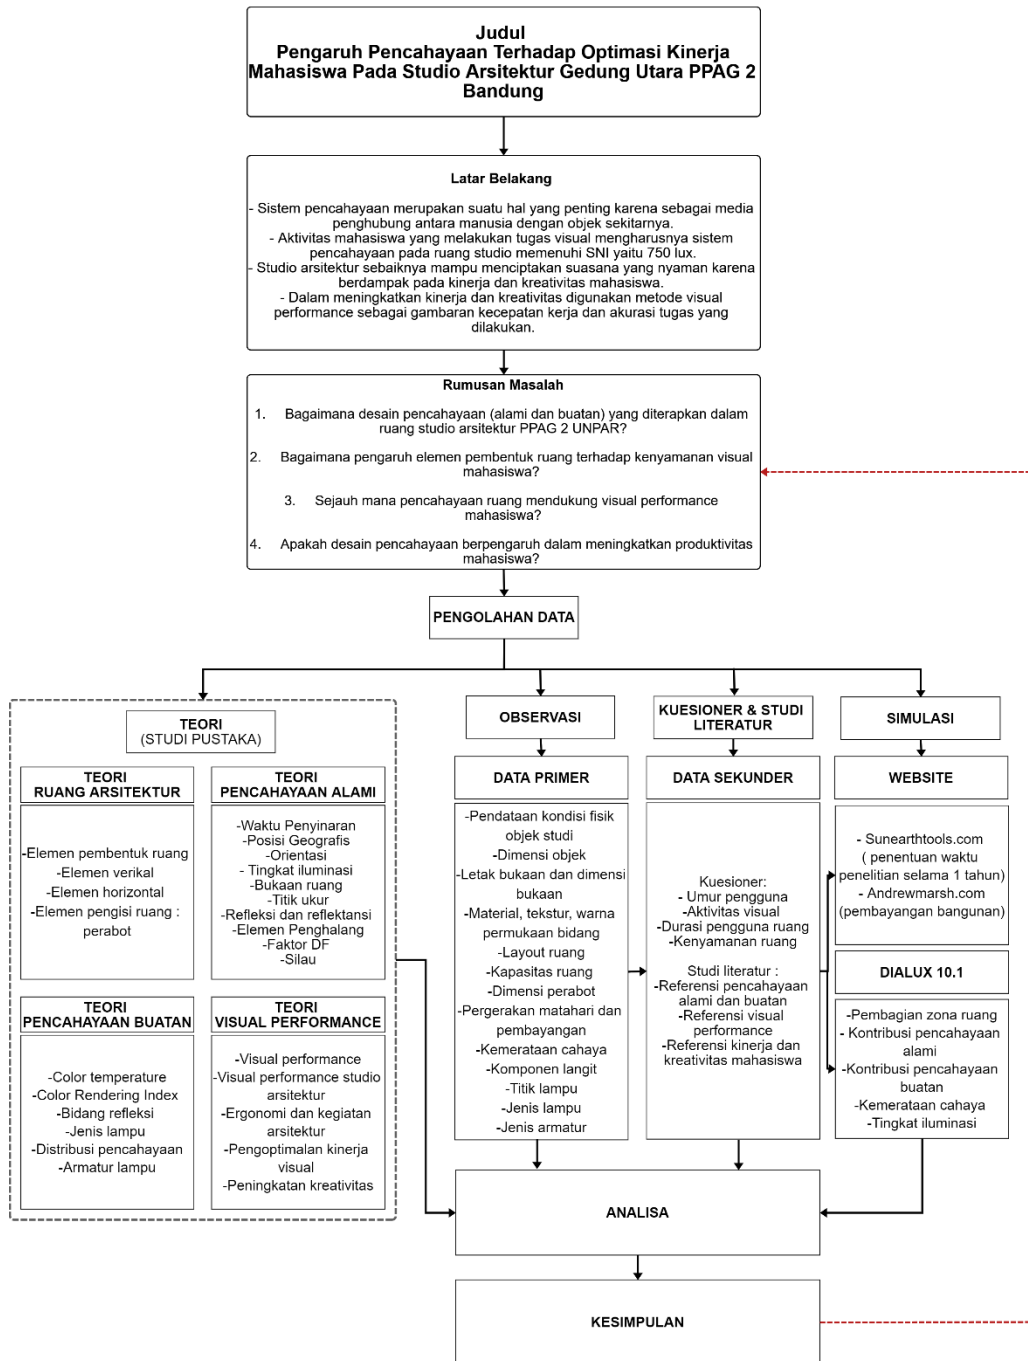 Judul
Pengaruh Pencahayaan Terhadap Optimasi Kinerja
Mahasiswa Pada Studio Arsitektur Gedung Utara PPAG 2
Bandung
Latar Belakang
- Sistem pencahayaan merupakan suatu hal yang penting karena sebagai media
penghubung antara manusia dengan objek sekitarnya.
- Aktivitas mahasiswa yang melakukan tugas visual mengharusnya sistem
pencahayaan pada ruang studio memenuhi SNI yaitu 750 lux.
- Studio arsitektur sebaiknya mampu menciptakan suasana yang nyaman karena
berdampak pada kinerja dan kreativitas mahasiswa.
- Dalam meningkatkan kinerja dan kreativitas digunakan metode visual
performance sebagai gambaran kecepatan kerja dan akurasi tugas yang
dilakukan.
Rumusan Masalah
1. Bagaimana desain pencahayaan (alami dan buatan) yang diterapkan dalam
ruang studio arsitektur PPAG 2 UNPAR?
2. Bagaimana pengaruh elemen pembentuk ruang terhadap kenyamanan visual
mahasiswa?
3. Sejauh mana pencahayaan ruang mendukung visual performance
mahasiswa?
4. Apakah desain pencahayaan berpengaruh dalam meningkatkan produktivitas
mahasiswa?
PENGOLAHAN DATA
TEORI
(STUDI PUSTAKA)
TEORI
RUANG ARSITEKTUR
-Elemen pembentuk ruang
-Elemen verikal
-Elemen horizontal
-Elemen pengisi ruang :
perabot
TEORI
PENCAHAYAAN ALAMI
-Waktu Penyinaran
-Posisi Geografis
-Orientasi
- Tingkat iluminasi
-Bukaan ruang
-Titik ukur
-Refleksi dan reflektansi
-Elemen Penghalang
-Faktor DF
-Silau
TEORI
PENCAHAYAAN BUATAN
-Color temperature
-Color Rendering Index
-Bidang refleksi
-Jenis lampu
-Distribusi pencahayaan
-Armatur lampu
TEORI
VISUAL PERFORMANCE
-Visual performance
-Visual performance studio
arsitektur
-Ergonomi dan kegiatan
arsitektur
-Pengoptimalan kinerja
visual
-Peningkatan kreativitas
OBSERVASI
DATA PRIMER
-Pendataan kondisi fisik
objek studi
-Dimensi objek
-Letak bukaan dan dimensi
bukaan
-Material, tekstur, warna
permukaan bidang
-Layout ruang
-Kapasitas ruang
-Dimensi perabot
-Pergerakan matahari dan
pembayangan
-Kemerataan cahaya
-Komponen langit
-Titik lampu
-Jenis lampu
-Jenis armatur
KUESIONER & STUDI
LITERATUR
DATA SEKUNDER
Kuesioner:
- Umur pengguna
-Aktivitas visual
-Durasi pengguna ruang
-Kenyamanan ruang
Studi literatur :
-Referensi pencahayaan
alami dan buatan
-Referensi visual
performance
-Referensi kinerja dan
kreativitas mahasiswa
SIMULASI
WEBSITE
- Sunearthtools.com
( penentuan waktu
penelitian selama 1 tahun)
- Andrewmarsh.com
(pembayangan bangunan)
DIALUX 10.1
-Pembagian zona ruang
- Kontribusi pencahayaan
alami
-Kontribusi pencahayaan
buatan
-Kemerataan cahaya
-Tingkat iluminasi
ANALISA
KESIMPULAN